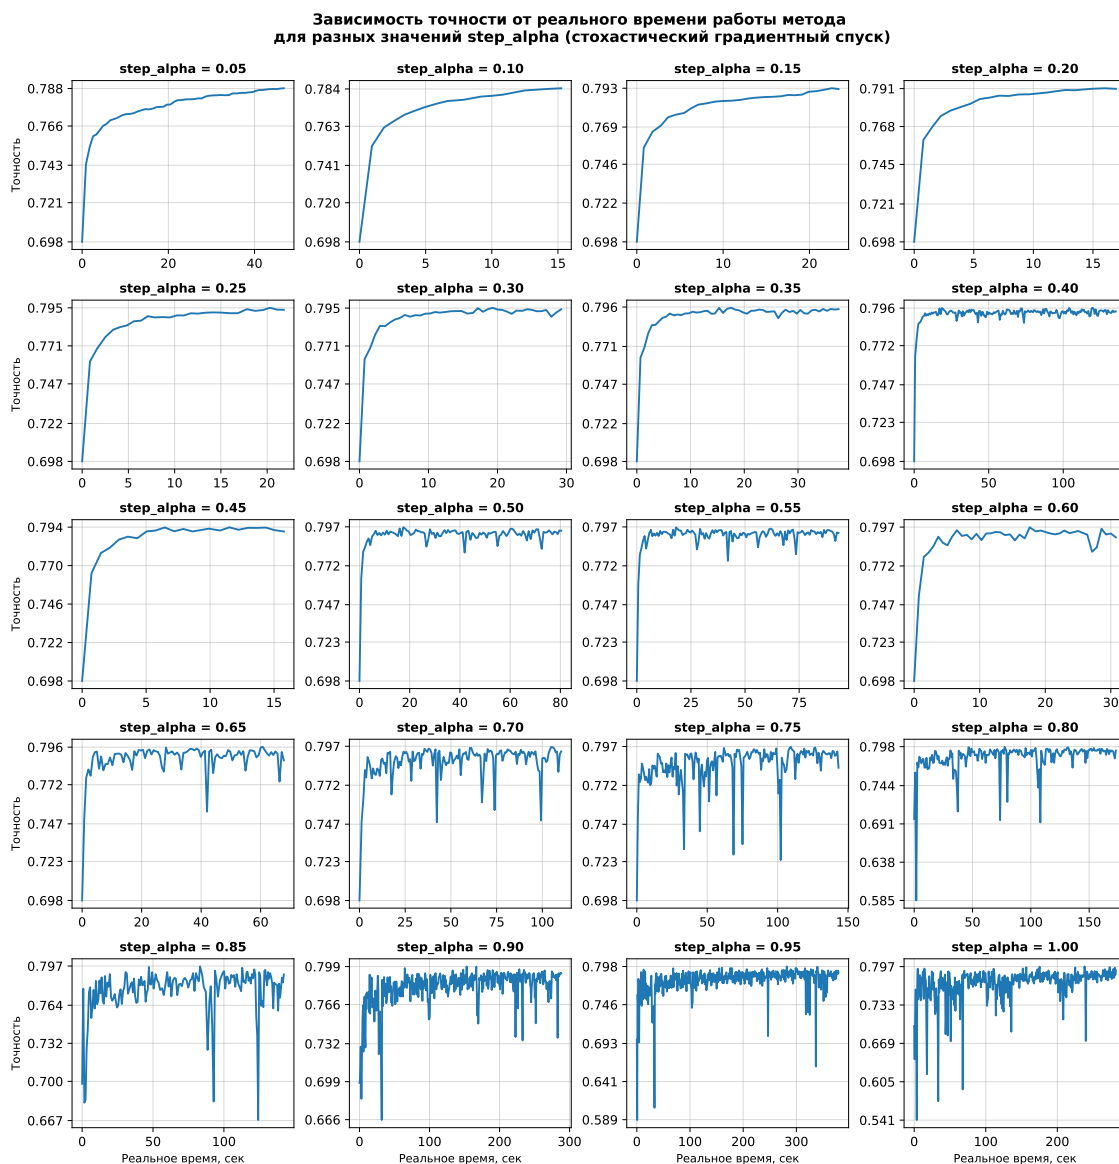 Зависимость точности от реального времени работы метода
для разных значений step_alpha (стохастический градиентный спуск)
step_alpha = 0.05 step_alpha = 0.10 step_alpha = 0.15 step_alpha = 0.20
Точность
0.788 0.784 0.793 0.791
0.766 0.763 0.769 0.768
0.743 0.741 0.746 0.745
0.721 0.720 0.722 0.721
0.698 0.698 0.698 0.698
0 20 40 0 5 10 15 0 10 20 0 5 10 15
step_alpha = 0.25 step_alpha = 0.30 step_alpha = 0.35 step_alpha = 0.40
Точность
0.795 0.795 0.796 0.796
0.771 0.771 0.771 0.772
0.747 0.747 0.747 0.747
0.722 0.722 0.722 0.723
0.698 0.698 0.698 0.698
0 5 10 15 20 0 10 20 30 0 10 20 30 50 100
step_alpha = 0.45 step_alpha = 0.50 step_alpha = 0.55 step_alpha = 0.60
Точность
0.794 0.797 0.797 0.797
0.770 0.772 0.772 0.772
0.746 0.747 0.747 0.747
0.722 0.723 0.723 0.723
0.698 0.698 0.698 0.698
0 5 10 15 0 20 40 60 80 0 25 50 75 0 10 20 30
step_alpha = 0.65 step_alpha = 0.70 step_alpha = 0.75 step_alpha = 0.80
Точность
0.796 0.797 0.797 0.798
0.772 0.772 0.772 0.744
0.747 0.747 0.747 0.691
0.723 0.723 0.723 0.638
0.698 0.698 0.698 0.585
0 20 40 60 0 25 50 75 100 0 50 100 150 0 50 100 150
step_alpha = 0.85 step_alpha = 0.90 step_alpha = 0.95 step_alpha = 1.00
Точность
0.797 0.799 0.798 0.797
0.764 0.766 0.746 0.733
0.732 0.732 0.693 0.669
0.700 0.699 0.641 0.605
0.667 0.666 0.589 0.541
0 50 100 0 100 200 300 0 100 200 300 0 100 200
Реальное время, сек Реальное время, сек Реальное время, сек Реальное время, сек